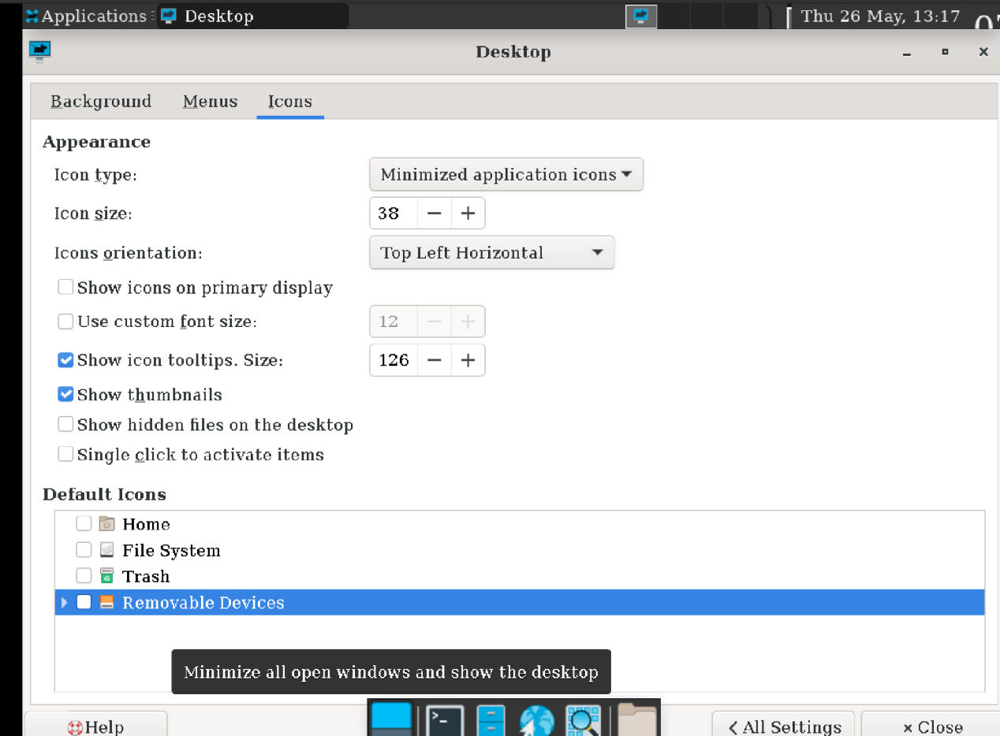 Applications Desktop Thu 26 May, 13:17
Desktop
Background Menus Icons
Appearance
Icon type: Minimized application icons
Icon size: 38
Icons orientation: Top Left Horizontal
Show icons on primary display
Use custom font size: 12
Show icon tooltips. Size: 126
Show thumbnails
Show hidden files on the desktop
Single click to activate items
Default Icons
Home
File System
Trash
Removable Devices
Minimize all open windows and show the desktop
Help All Settings Close